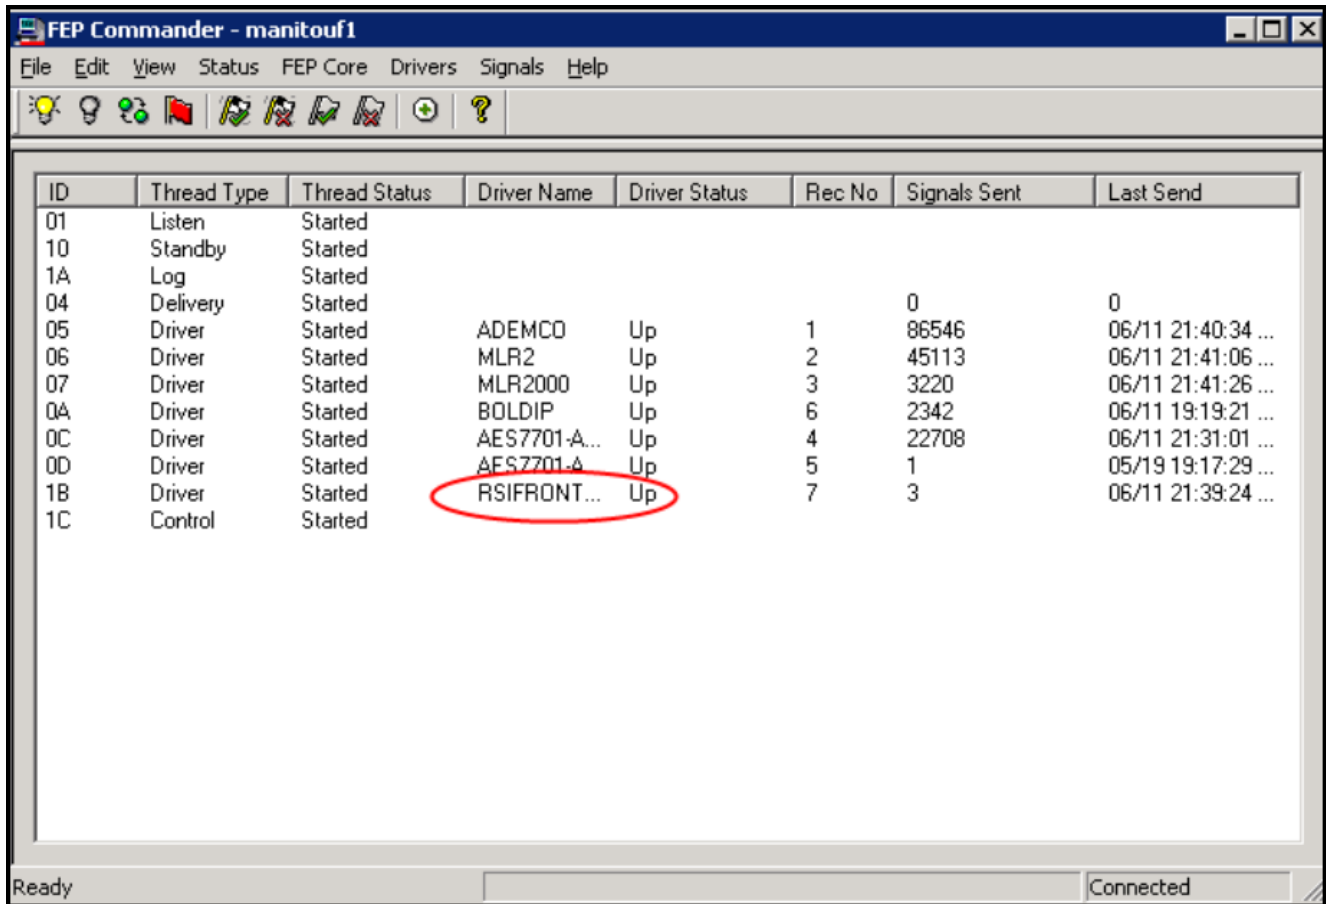 FEP Commander - manitouf1
File Edit View Status FEP Core Drivers Signals Help
ID Thread Type Thread Status Driver Name Driver Status Rec No Signals Sent Last Send
01 Listen Started
10 Standby Started
1A Log Started
04 Delivery Started 0 0
05 Driver Started ADEMCO Up 1 86546 06/11 21:40:34 ...
06 Driver Started MLR2 Up 2 45113 06/11 21:41:06 ...
07 Driver Started MLR2000 Up 3 3220 06/11 21:41:26 ...
0A Driver Started BOLDIP Up 6 2342 06/11 19:19:21 ...
0C Driver Started AES7701-A... Up 4 22708 06/11 21:31:01 ...
0D Driver Started AES7701-A... Up 5 1 05/19 19:17:29 ...
1B Driver Started RSIFRONT... Up 7 3 06/11 21:39:24 ...
1C Control Started
Ready Connected